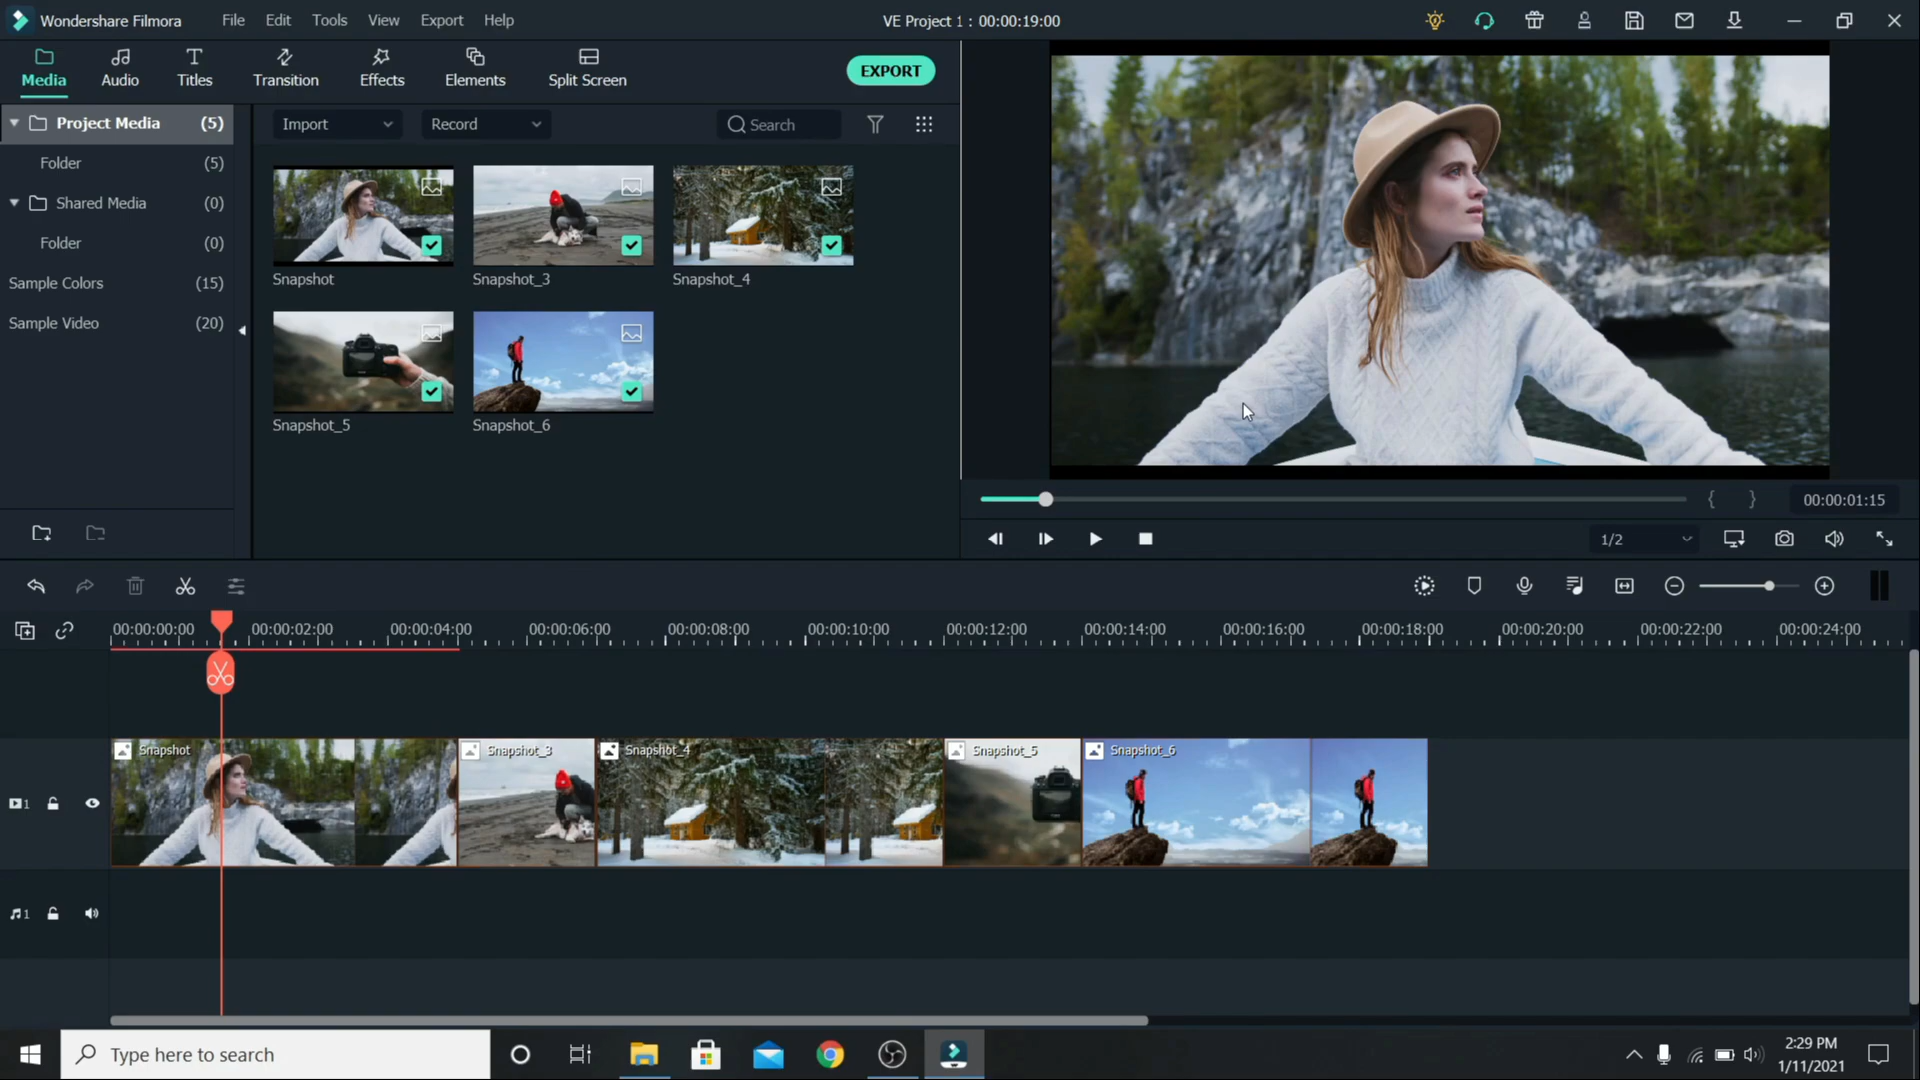 Wondershare Filmora File Edit Tools View Export Help VE Project 1 : 00:00:19:00
Media Audio Titles Transition Effects Elements Split Screen EXPORT
Project Media (5)
Folder (5)
Shared Media (0)
Folder (0)
Sample Colors (15)
Sample Video (20)
Import Record Search
Snapshot Snapshot_3 Snapshot_4
Snapshot_5 Snapshot_6
00:00:01:15
1/2
00:00:00:00 00:00:02:00 00:00:04:00 00:00:06:00 00:00:08:00 00:00:10:00 00:00:12:00 00:00:14:00 00:00:16:00 00:00:18:00 00:00:20:00 00:00:22:00 00:00:24:00
Snapshot Snapshot_3 Snapshot_4 Snapshot_5 Snapshot_6
1
1
Type here to search
2:29 PM
1/11/2021